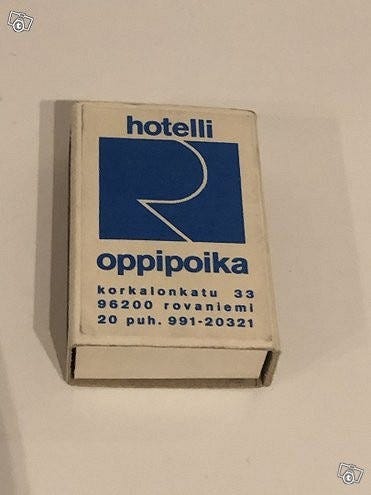 hotelli
oppipoika
korkalonkatu 33
96200 rovaniemi
20 puh. 991-20321